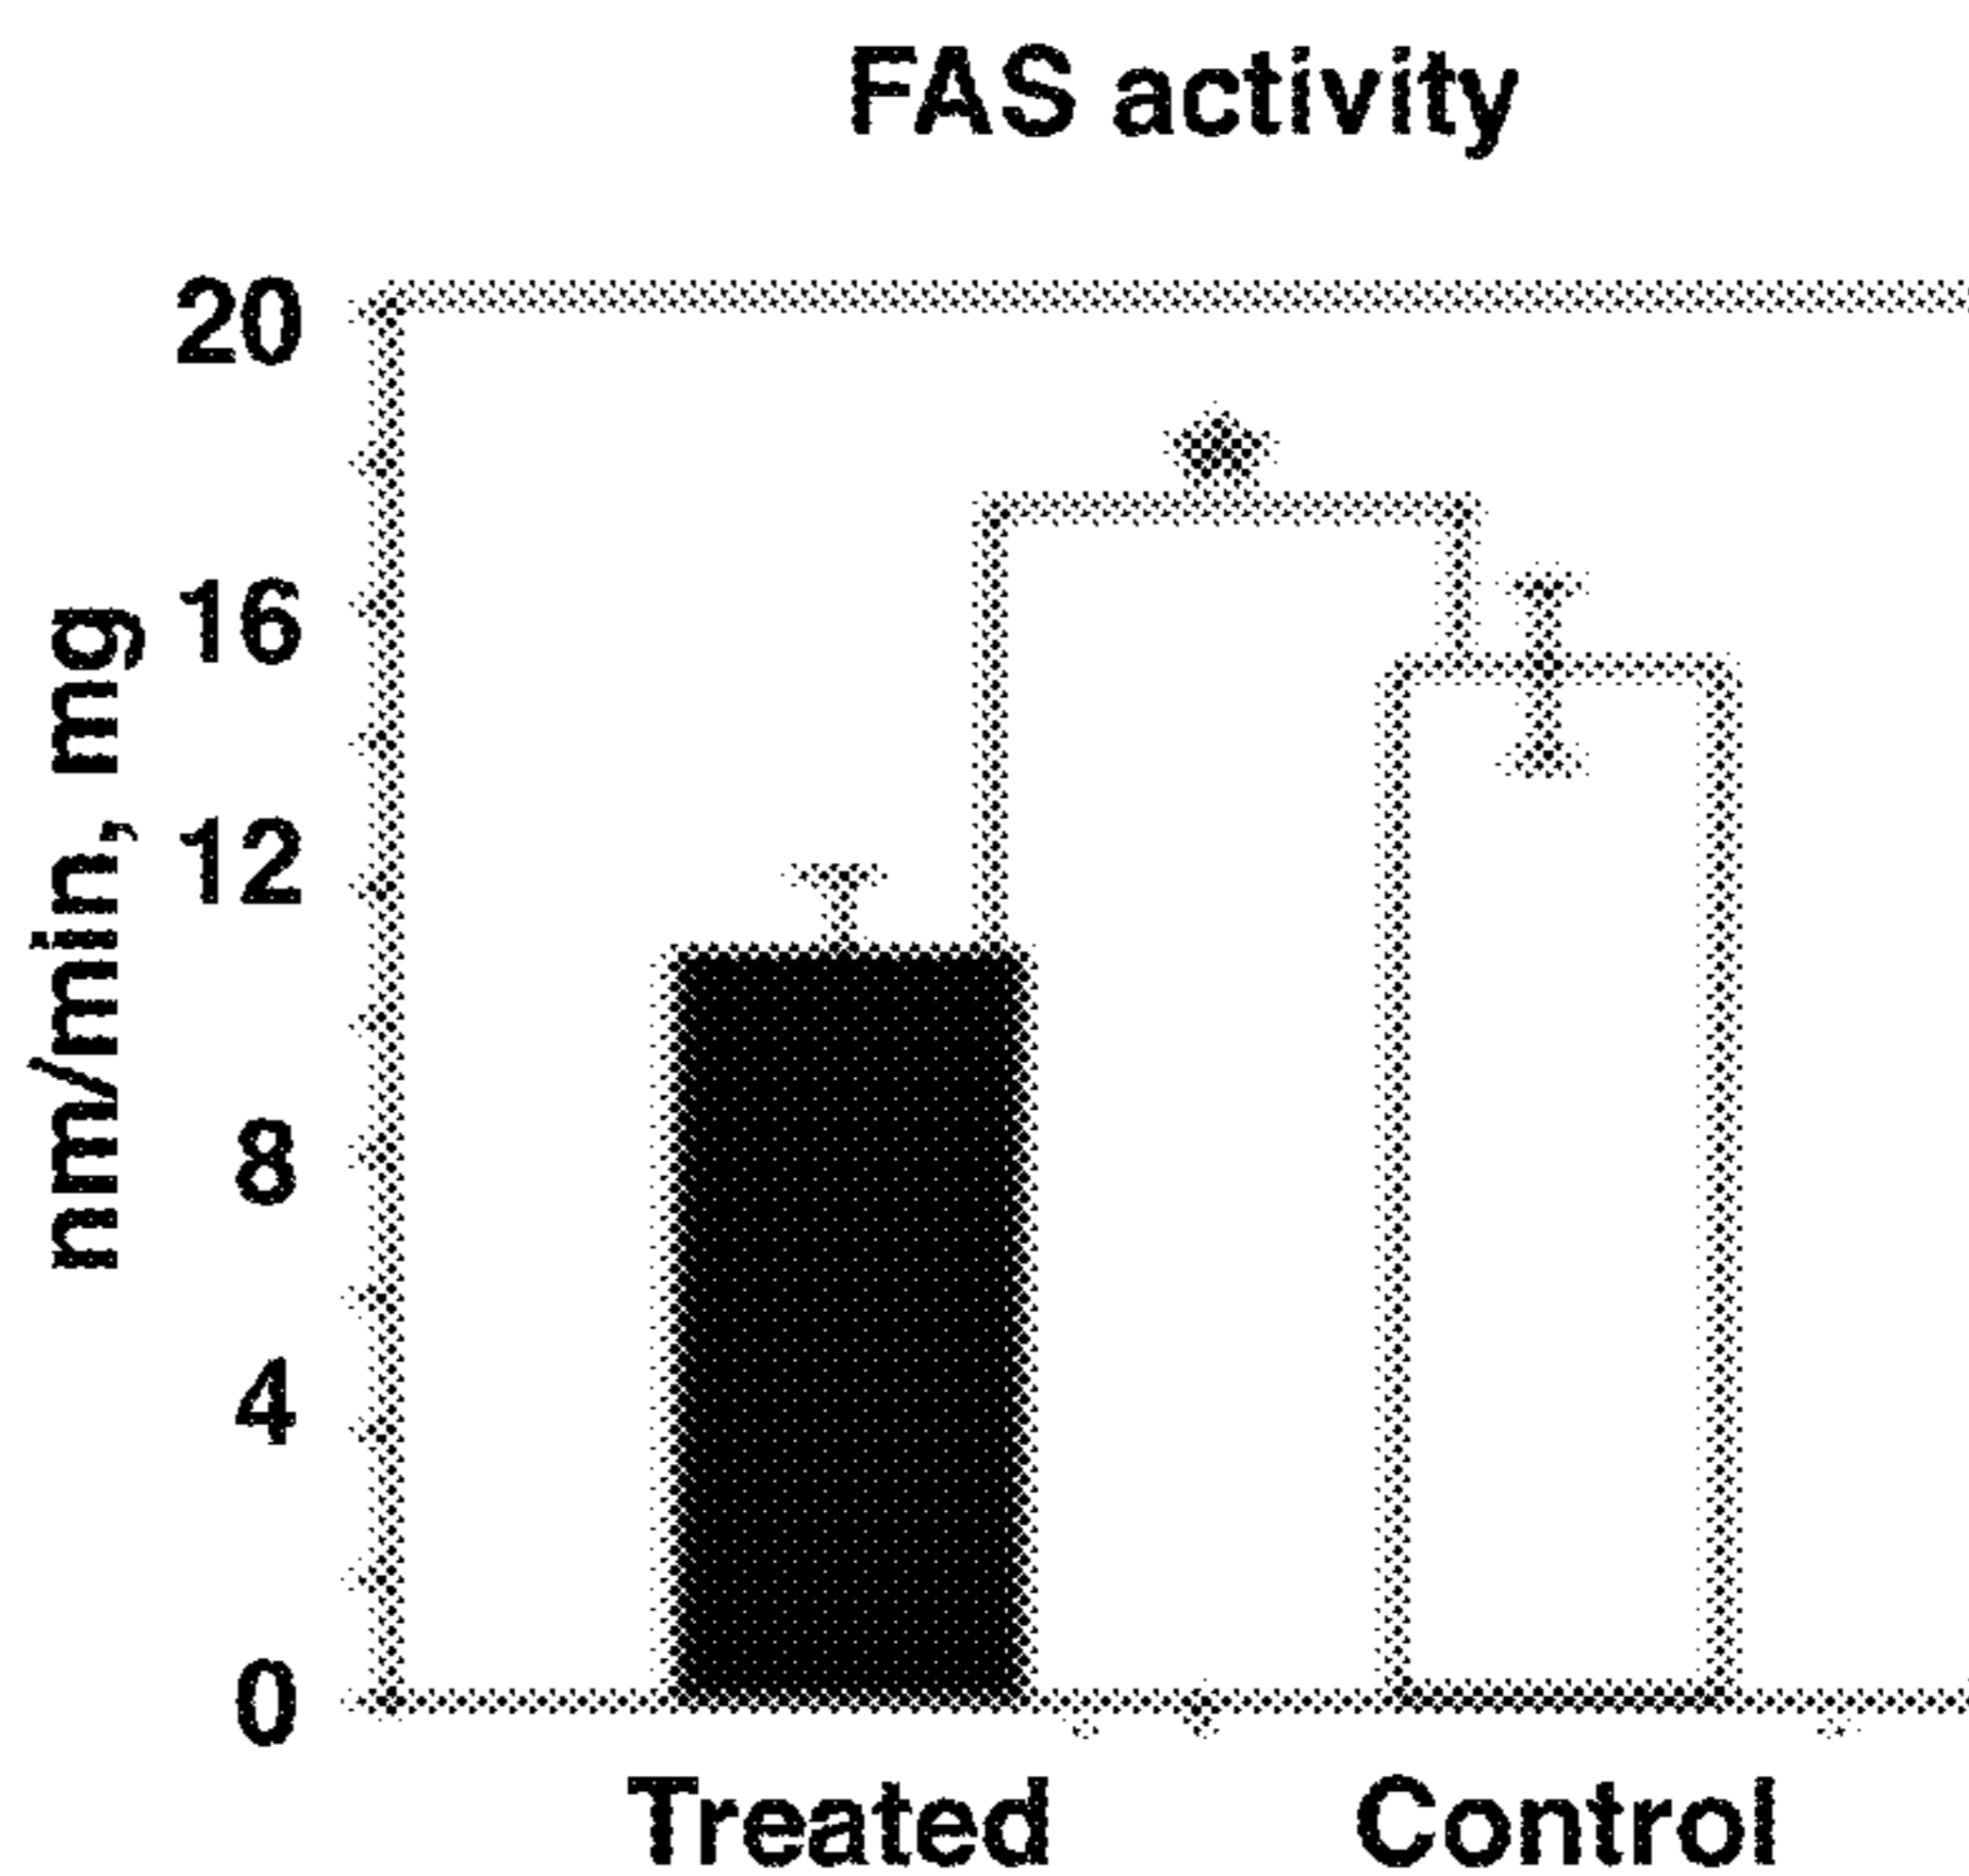 FAS activity
nm/min, mg
20
16
12
8
4
0
Treated
Control